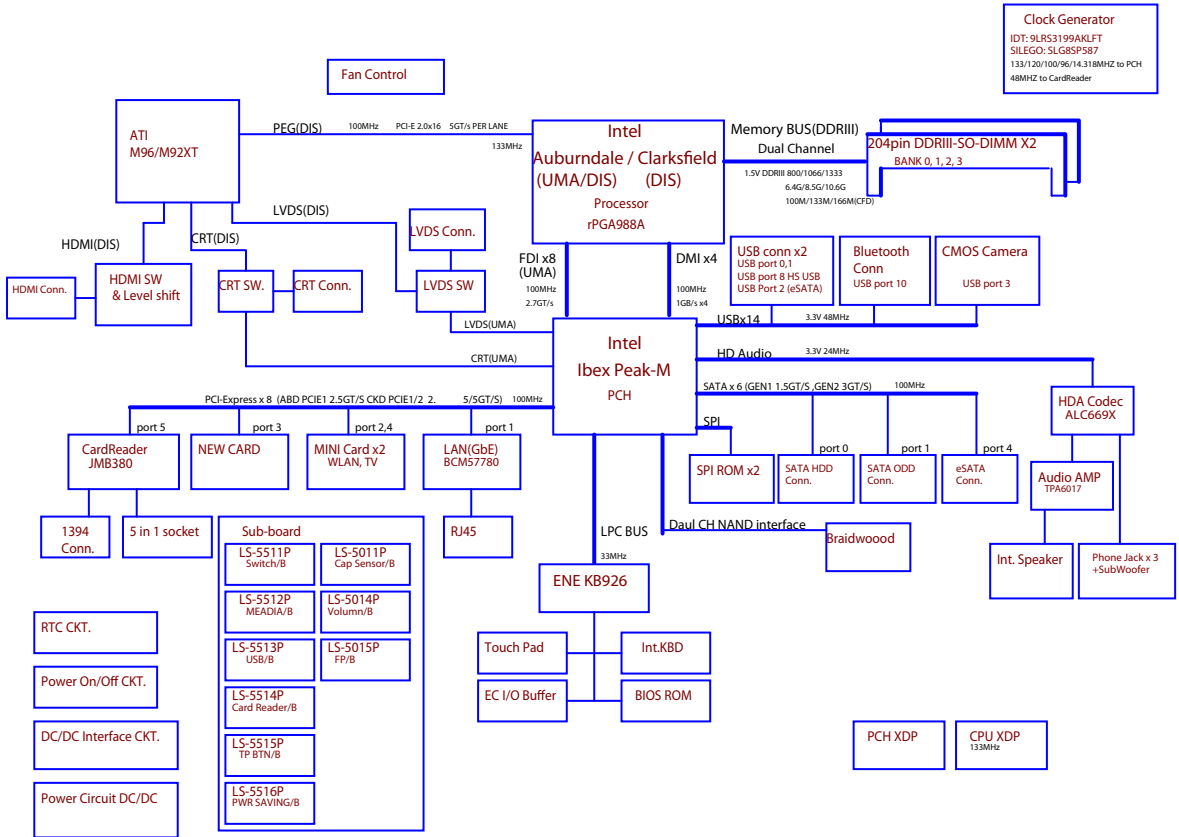 Clock Generator
IDT: 9LRS3199AKLFT
SILEGO: SLG8SP587
133/120/100/96/14.318MHZ to PCH
48MHZ to CardReader
Fan Control
ATI
M96/M92XT
PEG(DIS)
100MHz
PCI-E 2.0x16
5GT/s PER LANE
133MHz
Intel
Auburndale / Clarksfield
(UMA/DIS)
(DIS)
Processor
rPGA988A
Memory BUS(DDRIII)
Dual Channel
1.5V DDRIII 800/1066/1333
6.4G/8.5G/10.6G
100M/133M/166M(CFD)
204pin DDRIII-SO-DIMM X2
BANK 0, 1, 2, 3
HDMI(DIS)
CRT(DIS)
LVDS(DIS)
LVDS Conn.
HDMI Conn.
HDMI SW
& Level shift
CRT SW.
CRT Conn.
LVDS SW
FDI x8
(UMA)
100MHz
2.7GT/s
DMI x4
100MHz
1GB/s x4
USB conn x2
USB port 0,1
USB port 8 HS USB
USB Port 2 (eSATA)
Bluetooth
Conn
USB port 10
CMOS Camera
USB port 3
LVDS(UMA)
CRT(UMA)
Intel
Ibex Peak-M
PCH
USBx14
3.3V 48MHz
HD Audio
3.3V 24MHz
SATA x 6 (GEN1 1.5GT/S ,GEN2 3GT/S)
100MHz
SPI
PCI-Express x 8 (ABD PCIE1 2.5GT/S CKD PCIE1/2 2. 5/5GT/S)
100MHz
port 5
port 3
port 2,4
port 1
CardReader
JMB380
NEW CARD
MINI Card x2
WLAN, TV
LAN(GbE)
BCM57780
1394
Conn.
5 in 1 socket
RJ45
SPI ROM x2
port 0
SATA HDD
Conn.
port 1
SATA ODD
Conn.
port 4
eSATA
Conn.
HDA Codec
ALC669X
Audio AMP
TPA6017
Int. Speaker
Phone Jack x 3
+SubWoofer
LPC BUS
33MHz
Daul CH NAND interface
Braidwoood
ENE KB926
Touch Pad
Int.KBD
EC I/O Buffer
BIOS ROM
Sub-board
LS-5511P
Switch/B
LS-5011P
Cap Sensor/B
LS-5512P
MEADIA/B
LS-5014P
Volumn/B
LS-5513P
USB/B
LS-5015P
FP/B
LS-5514P
Card Reader/B
LS-5515P
TP BTN/B
LS-5516P
PWR SAVING/B
RTC CKT.
Power On/Off CKT.
DC/DC Interface CKT.
Power Circuit DC/DC
PCH XDP
CPU XDP
133MHz